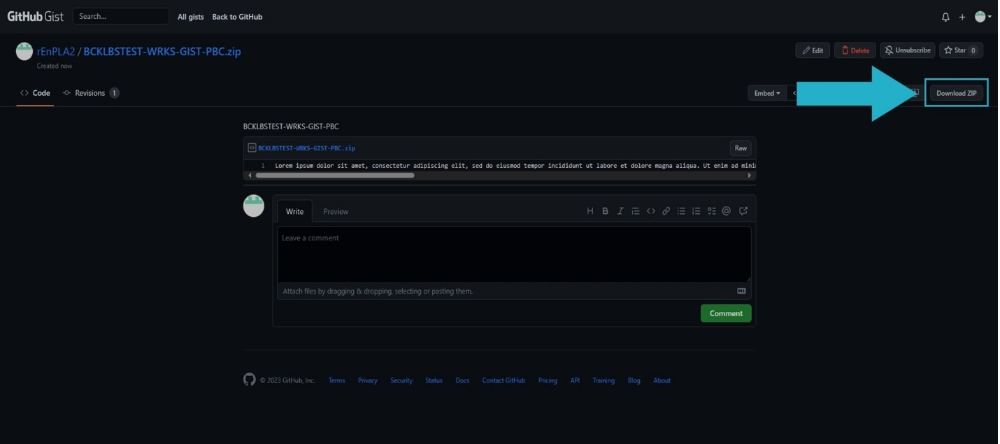 GitHub Gist Search... All gists Back to GitHub
rEnPLA2 / BCKLBSTEST-WRKS-GIST-PBC.zip
Created now
Edit Delete Unsubscribe Star 0
Code Revisions 1
Embed Download ZIP
BCKLBSTEST-WRKS-GIST-PBC
BCKLBSTEST-WRKS-GIST-PBC.zip Raw
1 Lorem ipsum dolor sit amet, consectetur adipiscing elit, sed do eiusmod tempor incididunt ut labore et dolore magna aliqua. Ut enim ad mini
Write Preview H B I @
Leave a comment
Attach files by dragging & dropping, selecting or pasting them.
Comment
© 2023 GitHub, Inc. Terms Privacy Security Status Docs Contact GitHub Pricing API Training Blog About